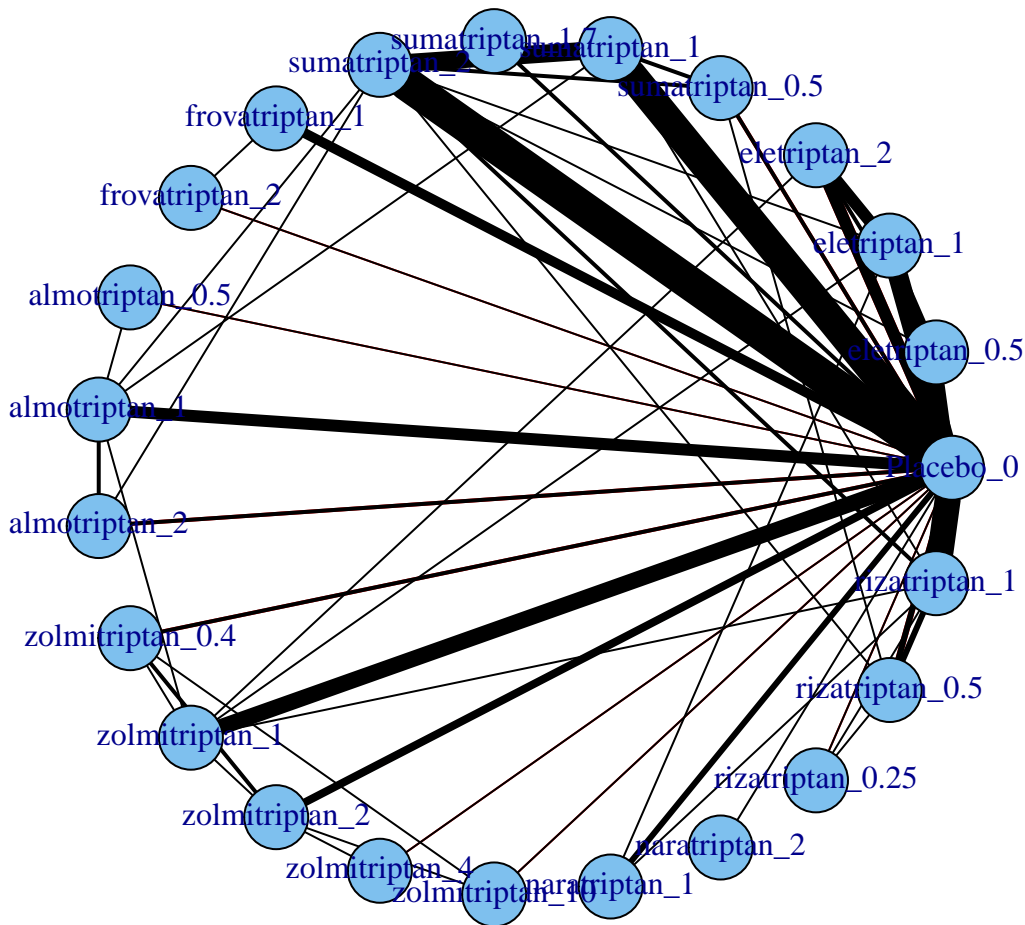 sumatriptan_1.7
sumatriptan_1
sumatriptan_2
sumatriptan_0.5
frovatriptan_1
eletriptan_2
frovatriptan_2
eletriptan_1
almotriptan_0.5
eletriptan_0.5
almotriptan_1
Placebo_0
almotriptan_2
rizatriptan_1
zolmitriptan_0.4
rizatriptan_0.5
zolmitriptan_1
rizatriptan_0.25
zolmitriptan_2
naratriptan_2
zolmitriptan_4
zolmitriptan_10
naratriptan_1